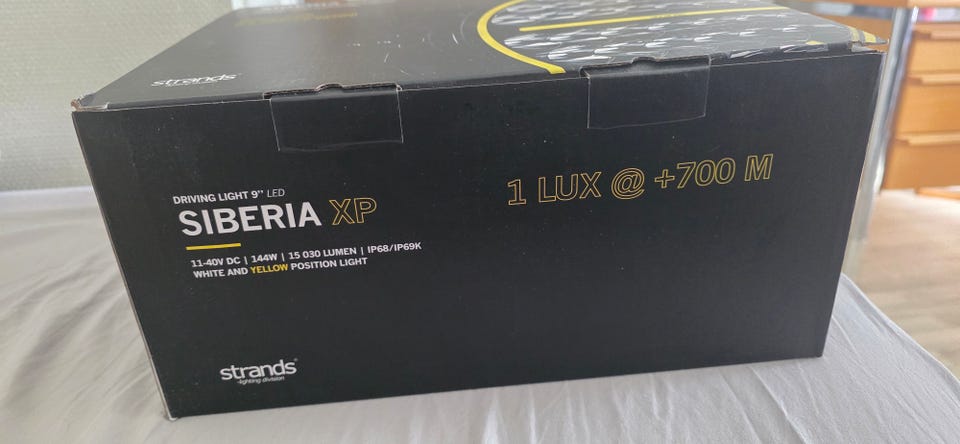 strands
DRIVING LIGHT 9" LED
SIBERIA XP
11-40V DC | 144W | 15 030 LUMEN | IP68/IP69K
WHITE AND YELLOW POSITION LIGHT
1 LUX @ +700 M
strands®
-lighting division